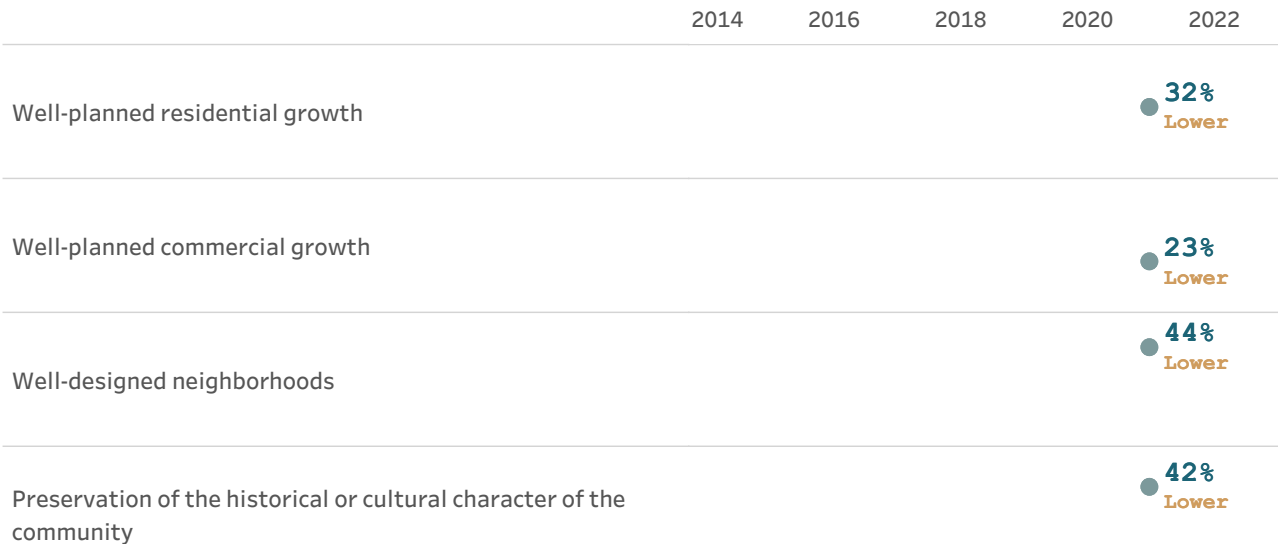 2014 2016 2018 2020 2022
32%
Well-planned residential growth
Lower
23%
Well-planned commercial growth
Lower
44%
Lower
Well-designed neighborhoods
42%
Preservation of the historical or cultural character of the
Lower
community